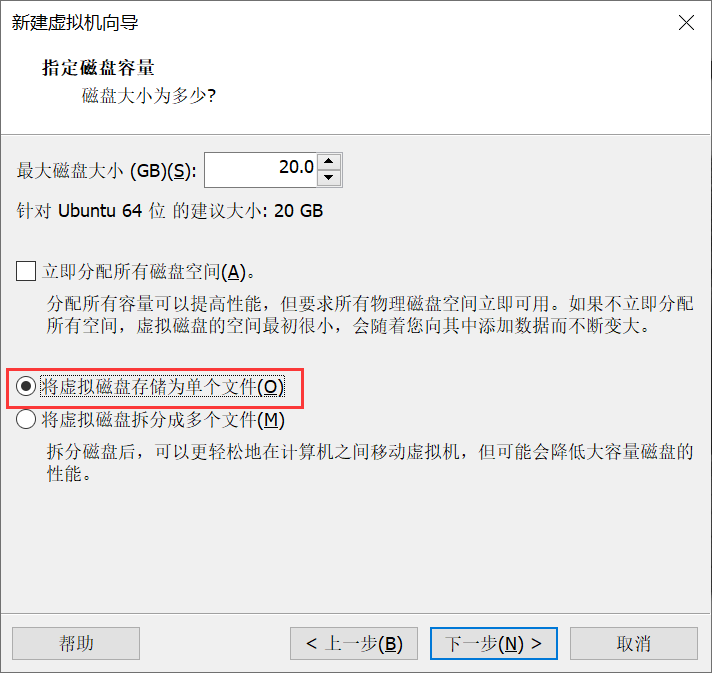 新建虚拟机向导
指定磁盘容量
磁盘大小为多少?
最大磁盘大小 (GB)(S): 20.0
针对 Ubuntu 64 位 的建议大小: 20 GB
立即分配所有磁盘空间(A)。
分配所有容量可以提高性能，但要求所有物理磁盘空间立即可用。如果不立即分配
所有空间，虚拟磁盘的空间最初很小，会随着您向其中添加数据而不断变大。
将虚拟磁盘存储为单个文件(O)
将虚拟磁盘拆分成多个文件(M)
拆分磁盘后，可以更轻松地在计算机之间移动虚拟机，但可能会降低大容量磁盘的
性能。
帮助 < 上一步(B) 下一步(N) > 取消